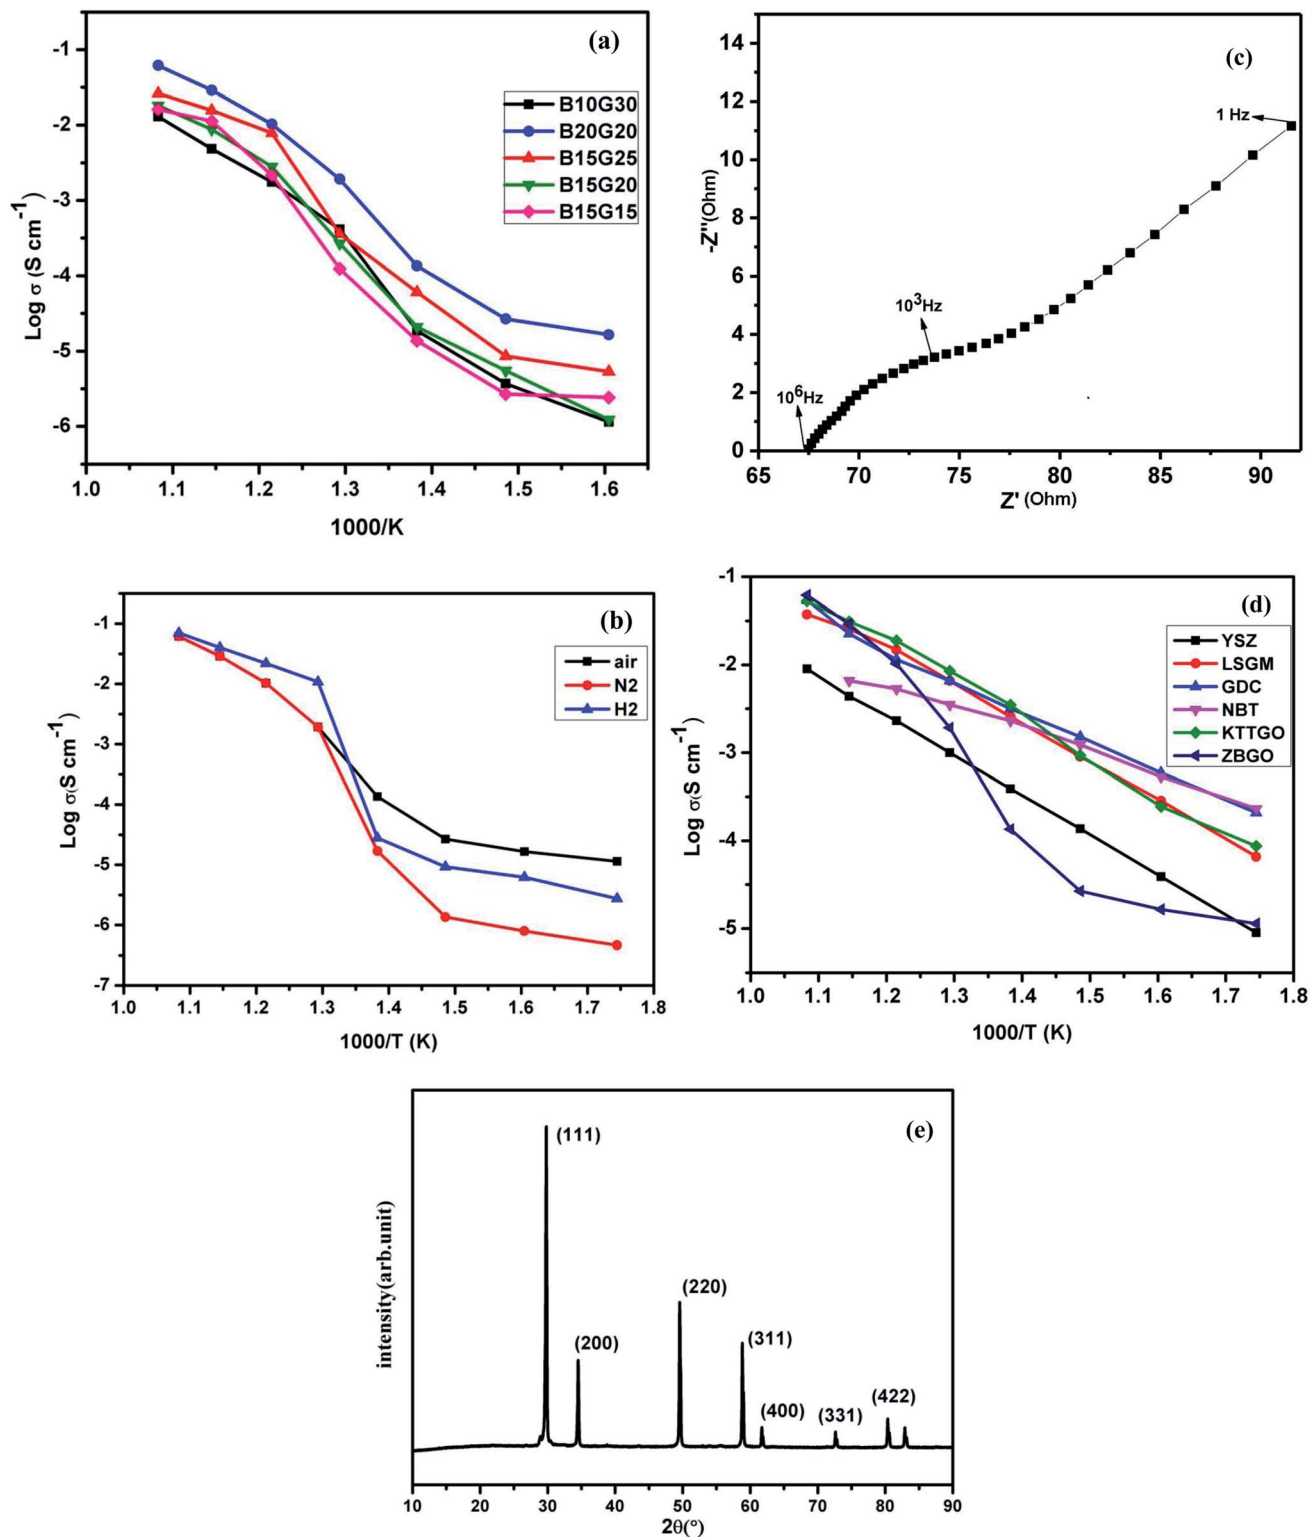 (a)
-1
-2
-3
-4
-5
-6
Log σ (S cm-1)
B10G30
B20G20
B15G25
B15G20
B15G15
1.0 1.1 1.2 1.3 1.4 1.5 1.6
1000/K
(c)
14
12
10
8
6
4
2
0
-Z''(Ohm)
1 Hz
103Hz
106Hz
65 70 75 80 85 90
Z' (Ohm)
(b)
-1
-2
-3
-4
-5
-6
-7
Log σ(S cm-1)
air
N2
H2
1.0 1.1 1.2 1.3 1.4 1.5 1.6 1.7 1.8
1000/T (K)
(d)
-1
-2
-3
-4
-5
Log σ(S cm-1)
YSZ
LSGM
GDC
NBT
KTTGO
ZBGO
1.0 1.1 1.2 1.3 1.4 1.5 1.6 1.7 1.8
1000/T (K)
(e)
intensity(arb.unit)
(111)
(200)
(220)
(311)
(400)
(331)
(422)
10 20 30 40 50 60 70 80 90
2θ(°)